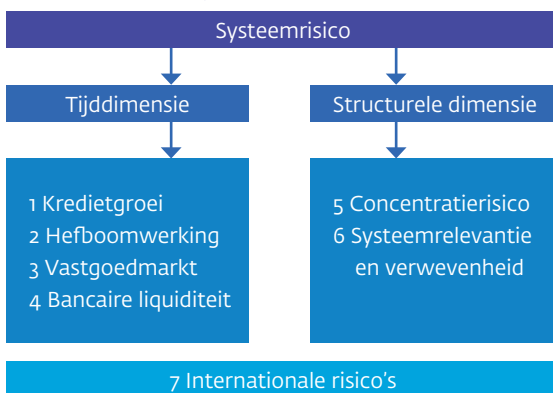 Systeemrisico
Tijddimensie
Structurele dimensie
1 Kredietgroei
2 Hefboomwerking
3 Vastgoedmarkt
4 Bancaire liquiditeit
5 Concentratierisico
6 Systeemrelevantie
en verwevenheid
7 Internationale risico's